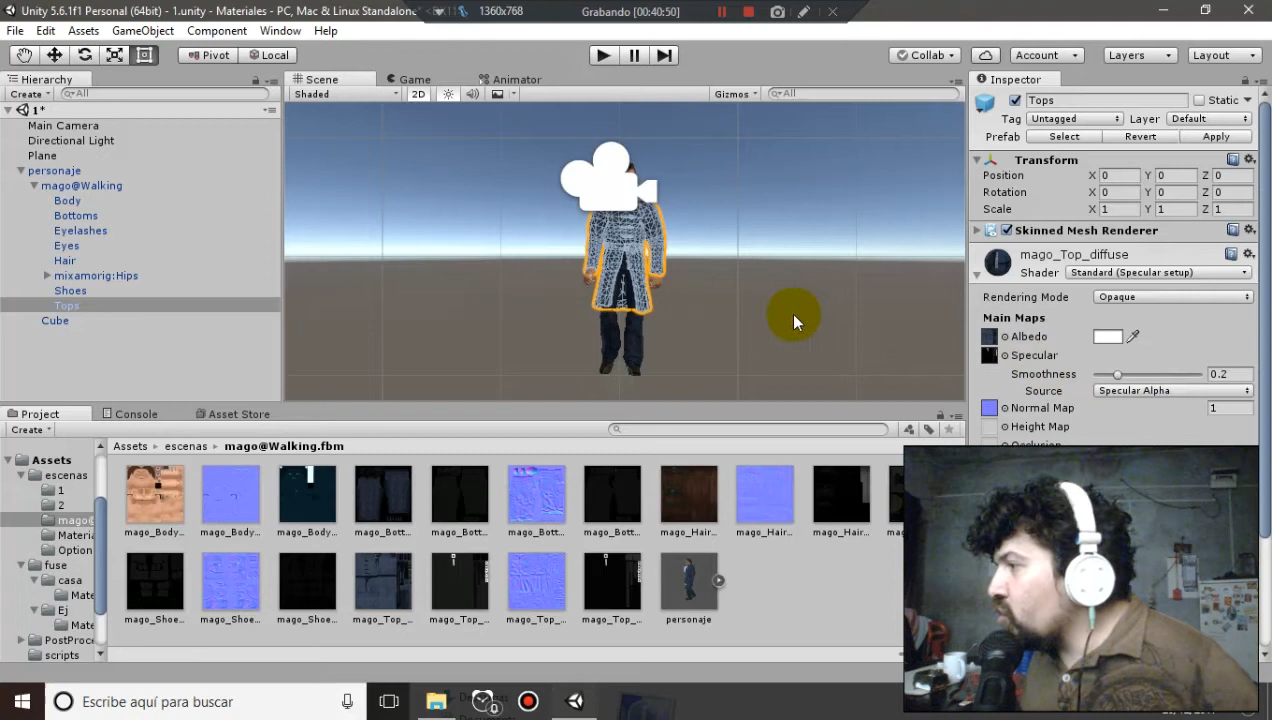 Unity 5.6.1f1 Personal (64bit) - 1.unity - Materiales - PC, Mac & Linux Standalone
1360x768
Grabando [00:40:50]
File Edit Assets GameObject Component Window Help
Pivot Local
Collab Account Layers Layout
Hierarchy
Create All
1*
Main Camera
Directional Light
Plane
personaje
mago@Walking
Body
Bottoms
Eyelashes
Eyes
Hair
mixamorig:Hips
Shoes
Tops
Cube
Scene Game Animator
Shaded 2D Gizmos All
Inspector
Tops Static
Tag Untagged Layer Default
Prefab Select Revert Apply
Transform
Position X 0 Y 0 Z 0
Rotation X 0 Y 0 Z 0
Scale X 1 Y 1 Z 1
Skinned Mesh Renderer
mago_Top_diffuse
Shader Standard (Specular setup)
Rendering Mode Opaque
Main Maps
Albedo
Specular
Smoothness 0.2
Source Specular Alpha
Normal Map 1
Height Map
Project Console Asset Store
Create
Assets
escenas
1
2
mago@
Materia
Option
fuse
casa
Mate
Ej
Mate
PostProce
scripts
Assets escenas mago@Walking.fbm
mago_Body... mago_Body... mago_Body... mago_Bott... mago_Bott... mago_Bott... mago_Bott... mago_Hair... mago_Hair... mago_Hair...
mago_Shoe... mago_Shoe... mago_Shoe... mago_Top_... mago_Top_... mago_Top_... mago_Top_... personaje
Escribe aquí para buscar